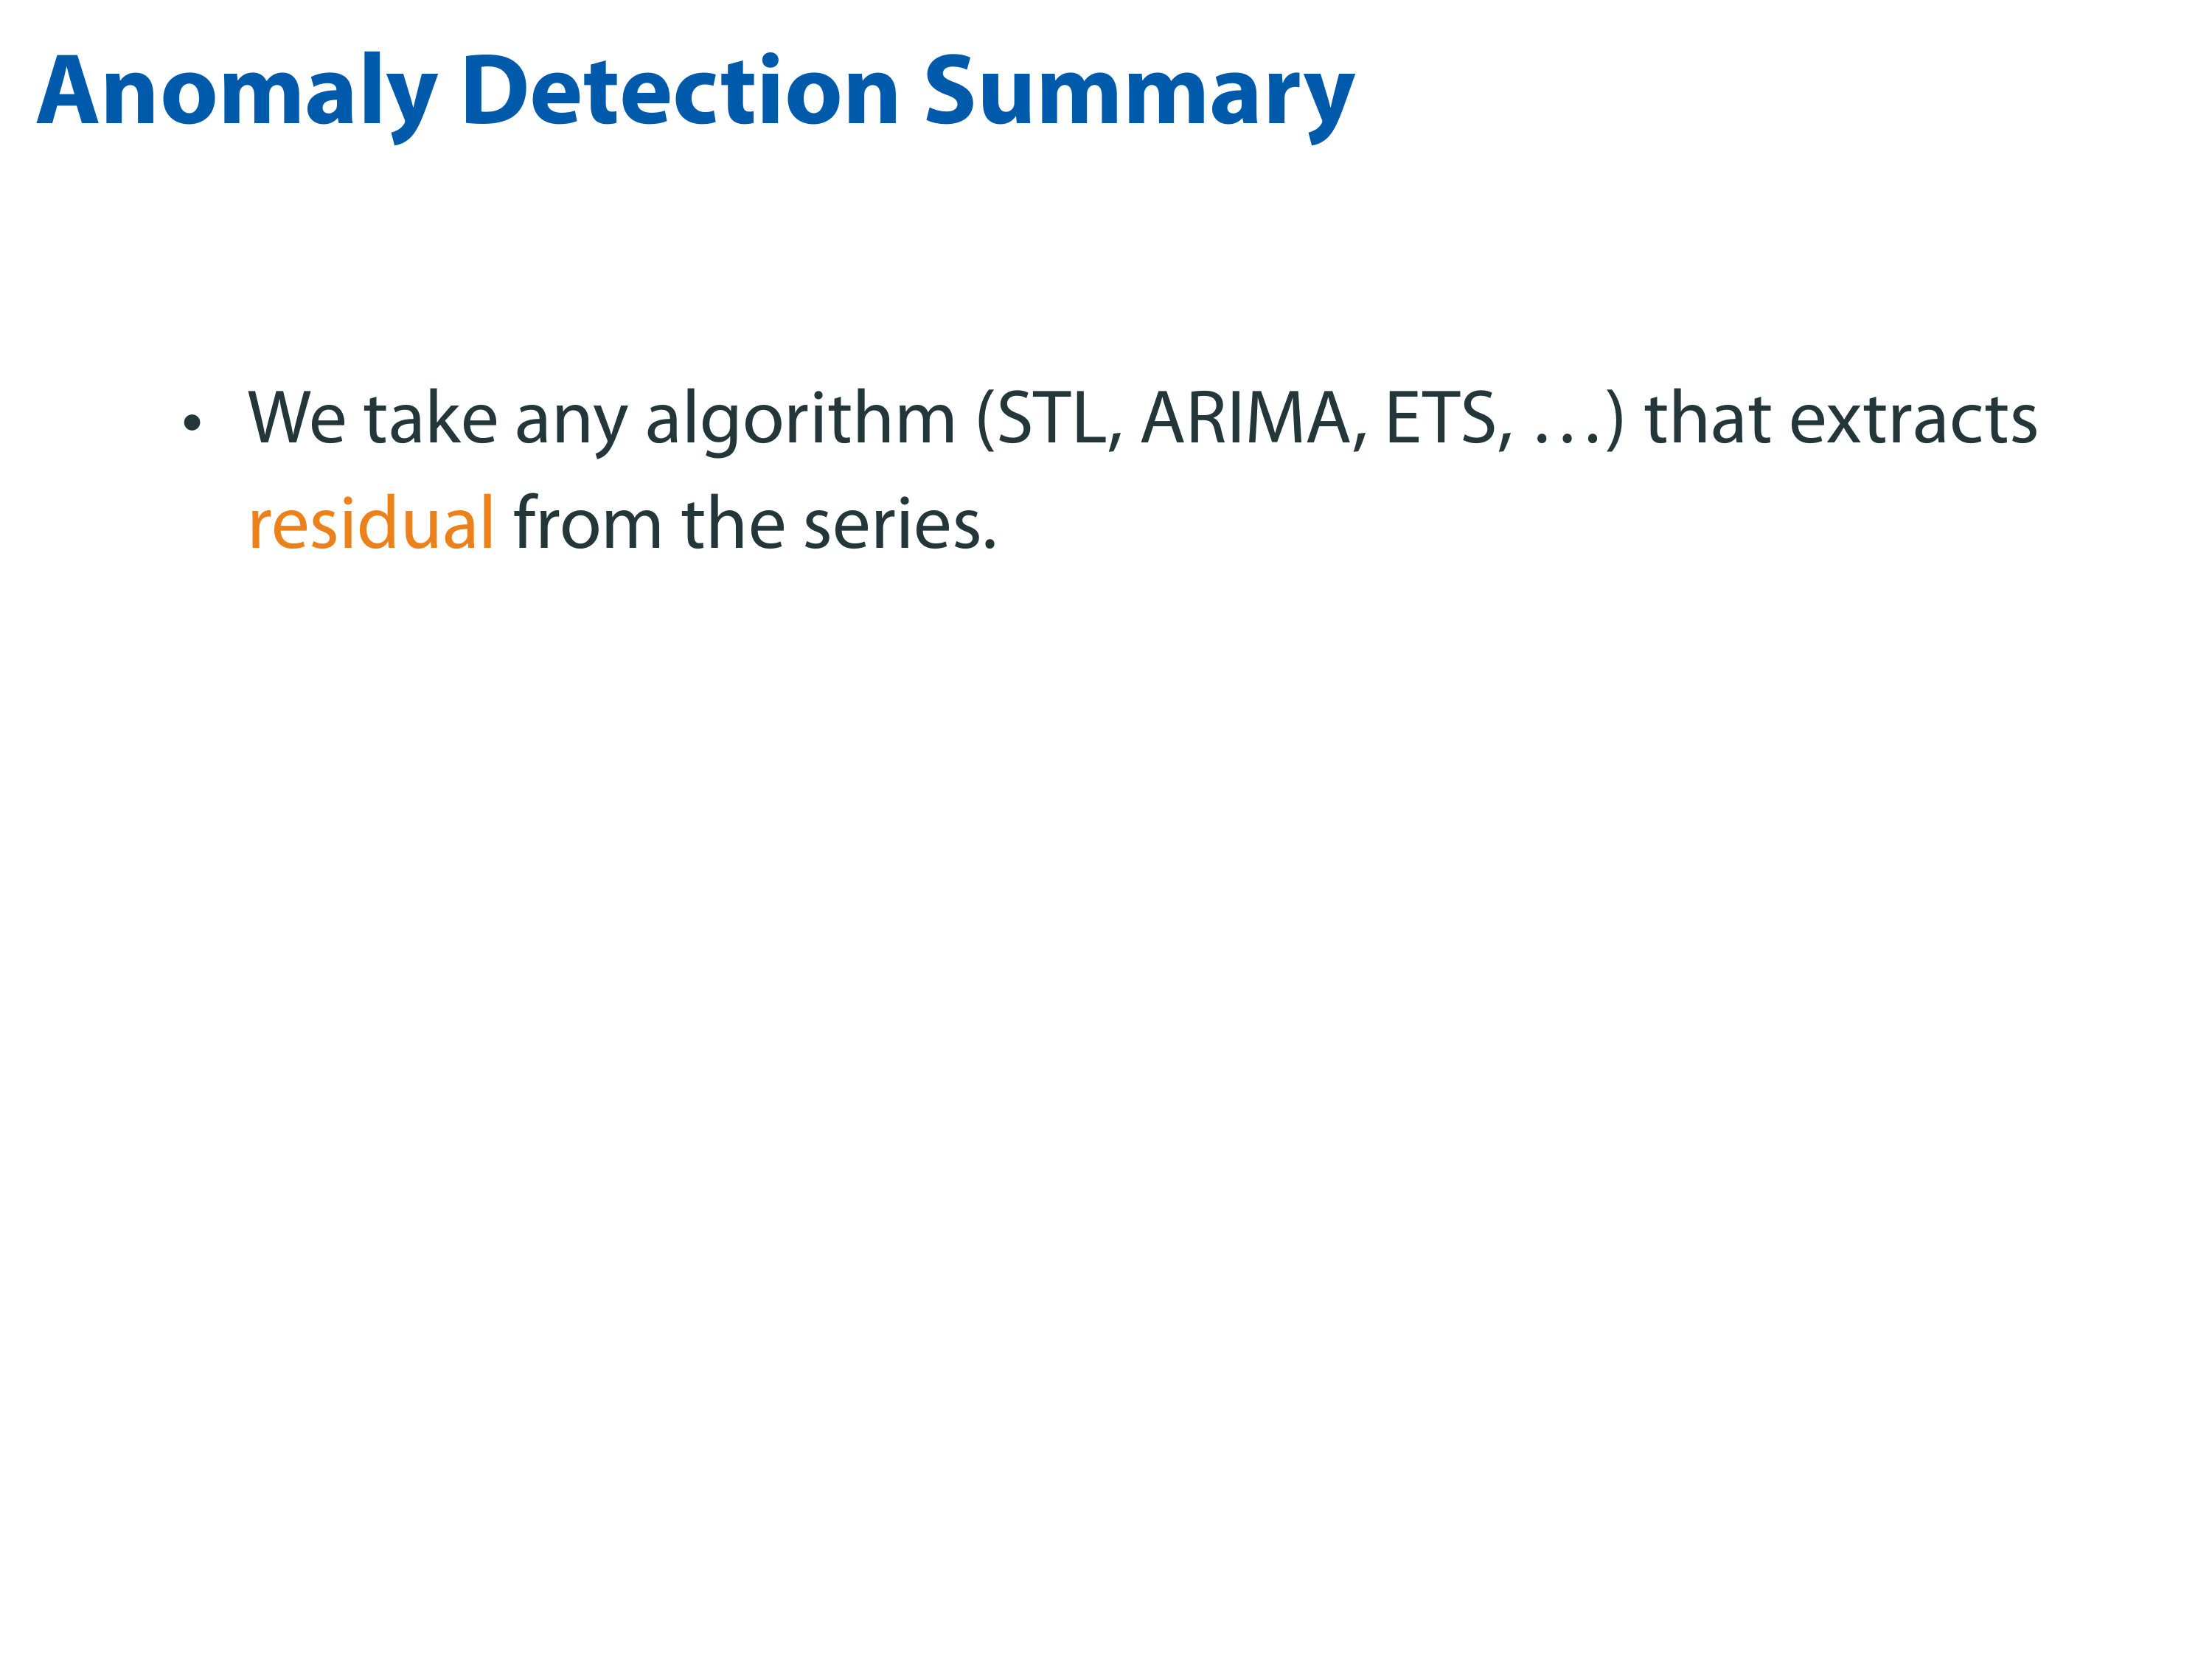 Anomaly Detection Summary
• We take any algorithm (STL, ARIMA, ETS, …) that extracts
residual from the series.